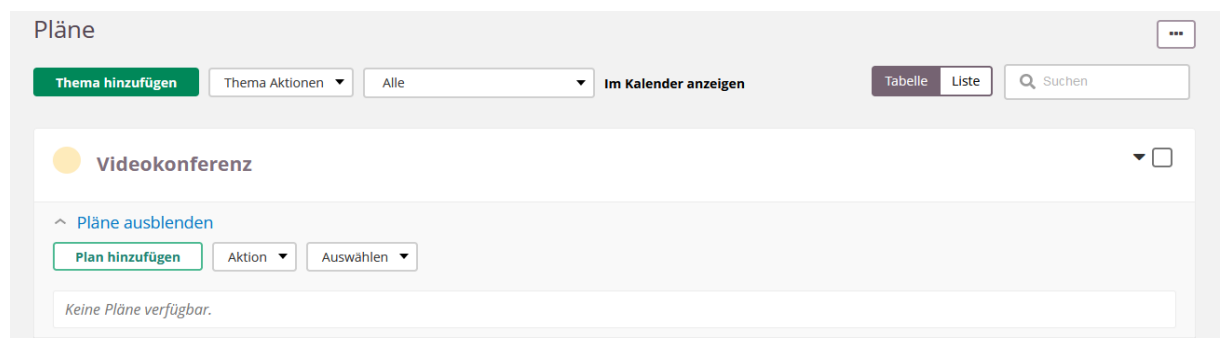 Pläne
Thema hinzufügen Thema Aktionen Alle Im Kalender anzeigen Tabelle Liste Suchen
Videokonferenz
Pläne ausblenden
Plan hinzufügen Aktion Auswählen
Keine Pläne verfügbar.